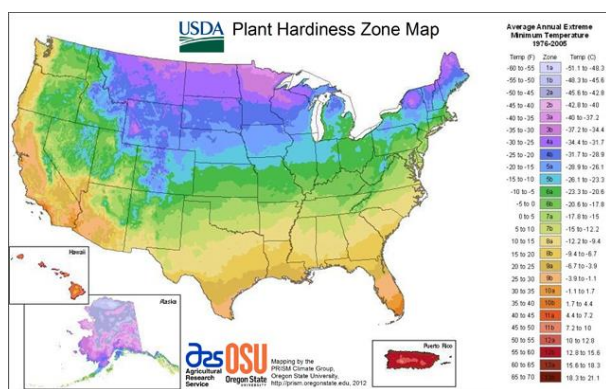 USDA Plant Hardiness Zone Map
Average Annual Extreme
Minimum Temperature
1976-2005
Temp (F) Zone Temp (C)
-60 to -55 1a -51.1 to -48.3
-55 to -50 1b -48.3 to -45.6
-50 to -45 2a -45.6 to -42.8
-45 to -40 2b -42.8 to -40
-40 to -35 3a -40 to -37.2
-35 to -30 3b -37.2 to -34.4
-30 to -25 4a -34.4 to -31.7
-25 to -20 4b -31.7 to -28.9
-20 to -15 5a -28.9 to -26.1
-15 to -10 5b -26.1 to -23.3
-10 to -5 6a -23.3 to -20.6
-5 to 0 6b -20.6 to -17.8
0 to 5 7a -17.8 to -15
5 to 10 7b -15 to -12.2
10 to 15 8a -12.2 to -9.4
15 to 20 8b -9.4 to -6.7
20 to 25 9a -6.7 to -3.9
25 to 30 9b -3.9 to -1.1
30 to 35 10a -1.1 to 1.7
35 to 40 10b 1.7 to 4.4
40 to 45 11a 4.4 to 7.2
45 to 50 11b 7.2 to 10
50 to 55 12a 10 to 12.8
55 to 60 12b 12.8 to 15.6
60 to 65 13a 15.6 to 18.3
65 to 70 13b 18.3 to 21.1
Hawaii
Alaska
Puerto Rico
ars
Agricultural
Research
Service
OSU
Oregon State
University
Mapping by the
PRISM Climate Group,
Oregon State University,
http://prism.oregonstate.edu, 2012